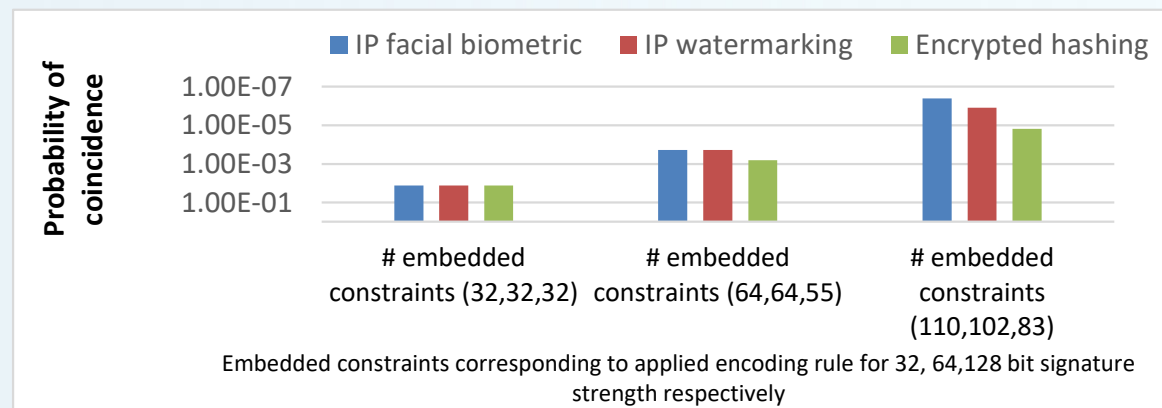 IP facial biometric IP watermarking Encrypted hashing
Probability of
coincidence
1.00E-07
1.00E-05
1.00E-03
1.00E-01
# embedded
constraints (32,32,32)
# embedded
constraints (64,64,55)
# embedded
constraints
(110,102,83)
Embedded constraints corresponding to applied encoding rule for 32, 64,128 bit signature
strength respectively